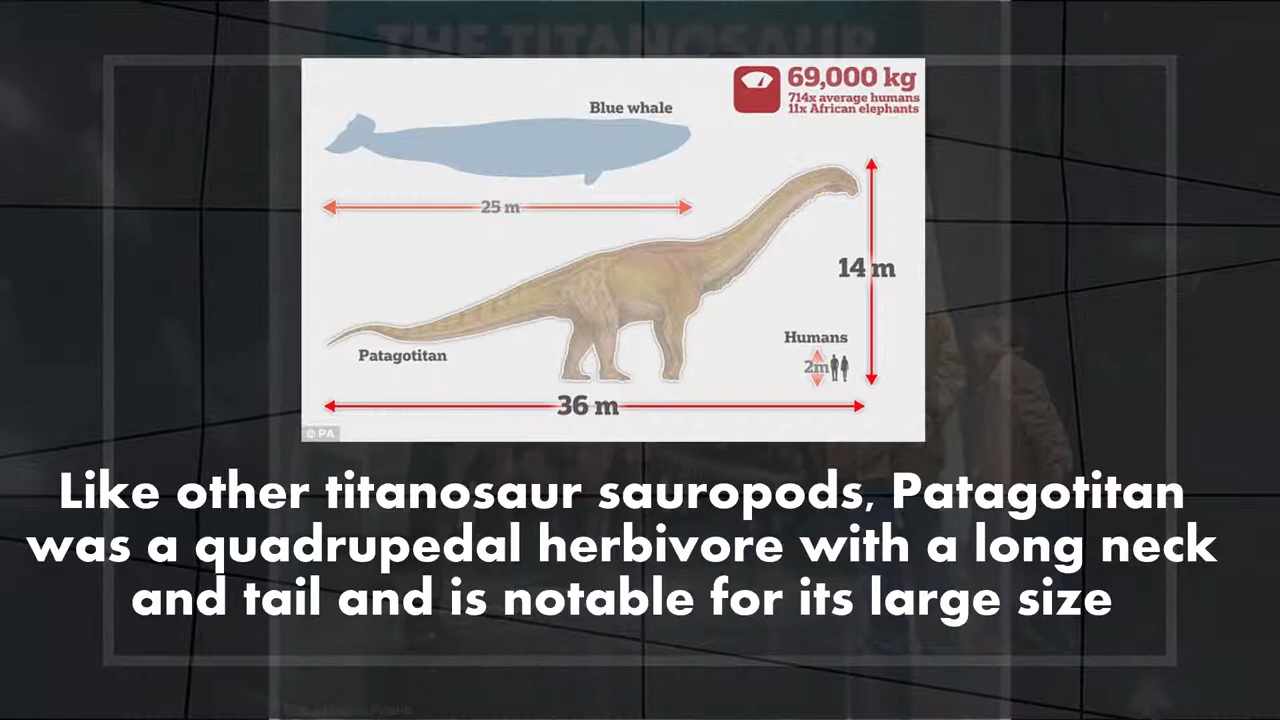 THE TITANOSAUR
69,000 kg
714x average humans
11x African elephants
Blue whale
25 m
14 m
Humans
2m
Patagotitan
36 m
© PA
Like other titanosaur sauropods, Patagotitan
was a quadrupedal herbivore with a long neck
and tail and is notable for its large size